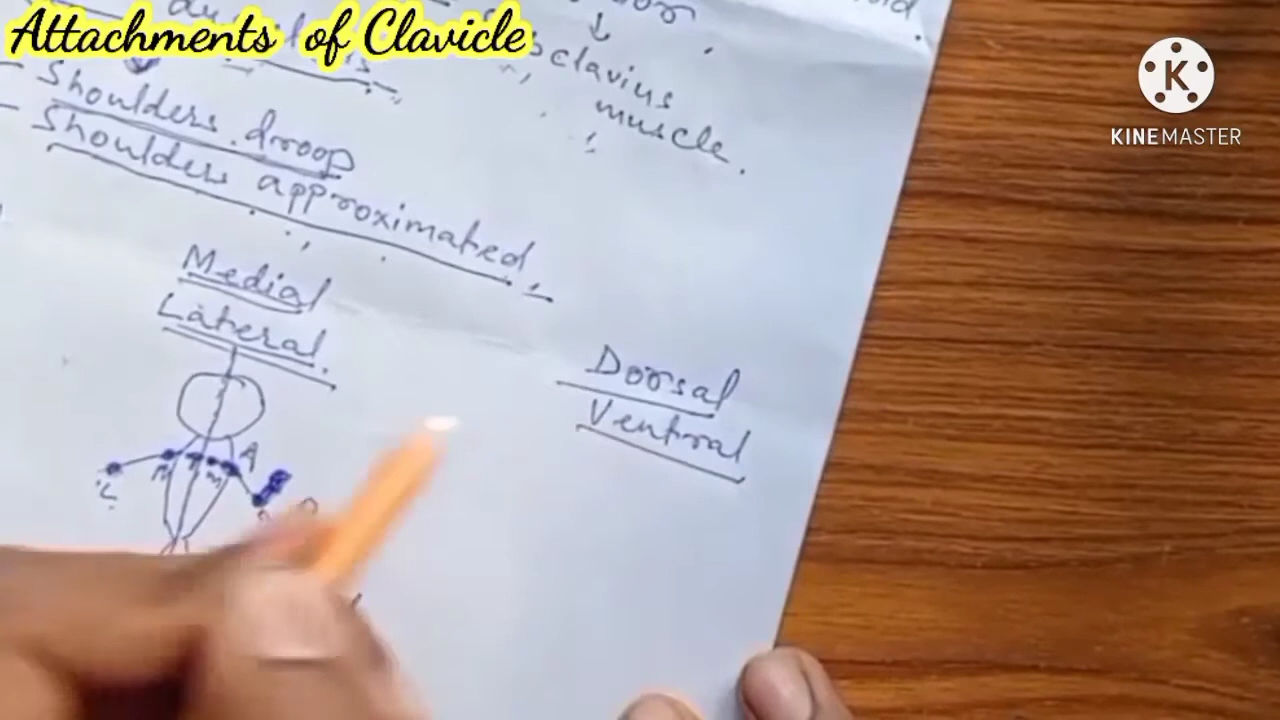 Attachments of Clavicle
clavius
muscle.
Shoulders droop
Shoulders approximated
Medial
Lateral.
Dorsal
Ventral
A
L
M
KINEMASTER